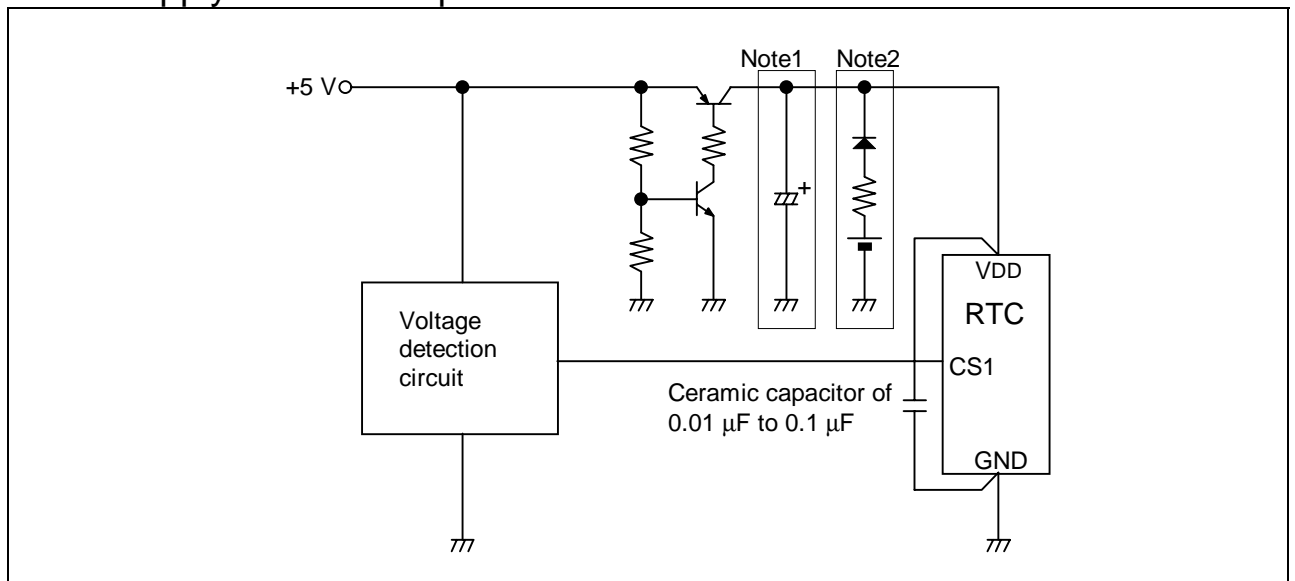 Note1 Note2
+5 V
+
VDD
RTC
Voltage
detection
circuit
CS1
Ceramic capacitor of
0.01 μF to 0.1 μF
GND